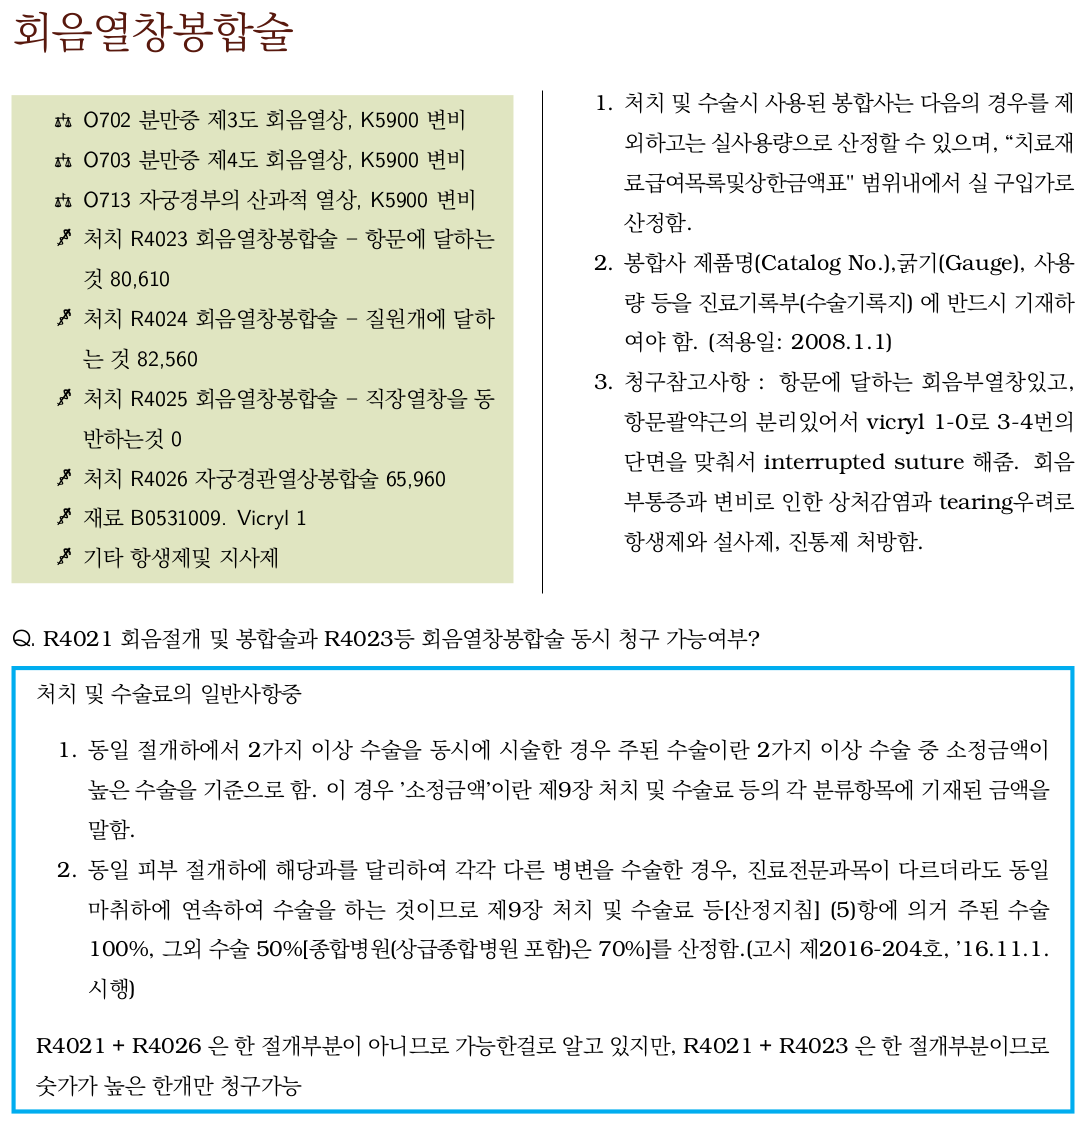 회음열창봉합술
O702 분만중 제3도 회음열상, K5900 변비
O703 분만중 제4도 회음열상, K5900 변비
O713 자궁경부의 산과적 열상, K5900 변비
처치 R4023 회음열창봉합술 – 항문에 달하는
것 80,610
처치 R4024 회음열창봉합술 – 질원개에 달하
는 것 82,560
처치 R4025 회음열창봉합술 – 직장열창을 동
반하는것 0
처치 R4026 자궁경관열상봉합술 65,960
재료 B0531009. Vicryl 1
기타 항생제및 지사제
1. 처치 및 수술시 사용된 봉합사는 다음의 경우를 제
외하고는 실사용량으로 산정할 수 있으며, “치료재
료급여목록및상한금액표" 범위내에서 실 구입가로
산정함.
2. 봉합사 제품명(Catalog No.),굵기(Gauge), 사용
량 등을 진료기록부(수술기록지) 에 반드시 기재하
여야 함. (적용일: 2008.1.1)
3. 청구참고사항 : 항문에 달하는 회음부열창있고,
항문괄약근의 분리있어서 vicryl 1-0로 3-4번의
단면을 맞춰서 interrupted suture 해줌. 회음
부통증과 변비로 인한 상처감염과 tearing우려로
항생제와 설사제, 진통제 처방함.
Q. R4021 회음절개 및 봉합술과 R4023등 회음열창봉합술 동시 청구 가능여부?
처치 및 수술료의 일반사항중
1. 동일 절개하에서 2가지 이상 수술을 동시에 시술한 경우 주된 수술이란 2가지 이상 수술 중 소정금액이
높은 수술을 기준으로 함. 이 경우 ’소정금액’이란 제9장 처치 및 수술료 등의 각 분류항목에 기재된 금액을
말함.
2. 동일 피부 절개하에 해당과를 달리하여 각각 다른 병변을 수술한 경우, 진료전문과목이 다르더라도 동일
마취하에 연속하여 수술을 하는 것이므로 제9장 처치 및 수술료 등[산정지침] (5)항에 의거 주된 수술
100%, 그외 수술 50%[종합병원(상급종합병원 포함)은 70%]를 산정함.(고시 제2016-204호, ’16.11.1.
시행)
R4021 + R4026 은 한 절개부분이 아니므로 가능한걸로 알고 있지만, R4021 + R4023 은 한 절개부분이므로
숫가가 높은 한개만 청구가능